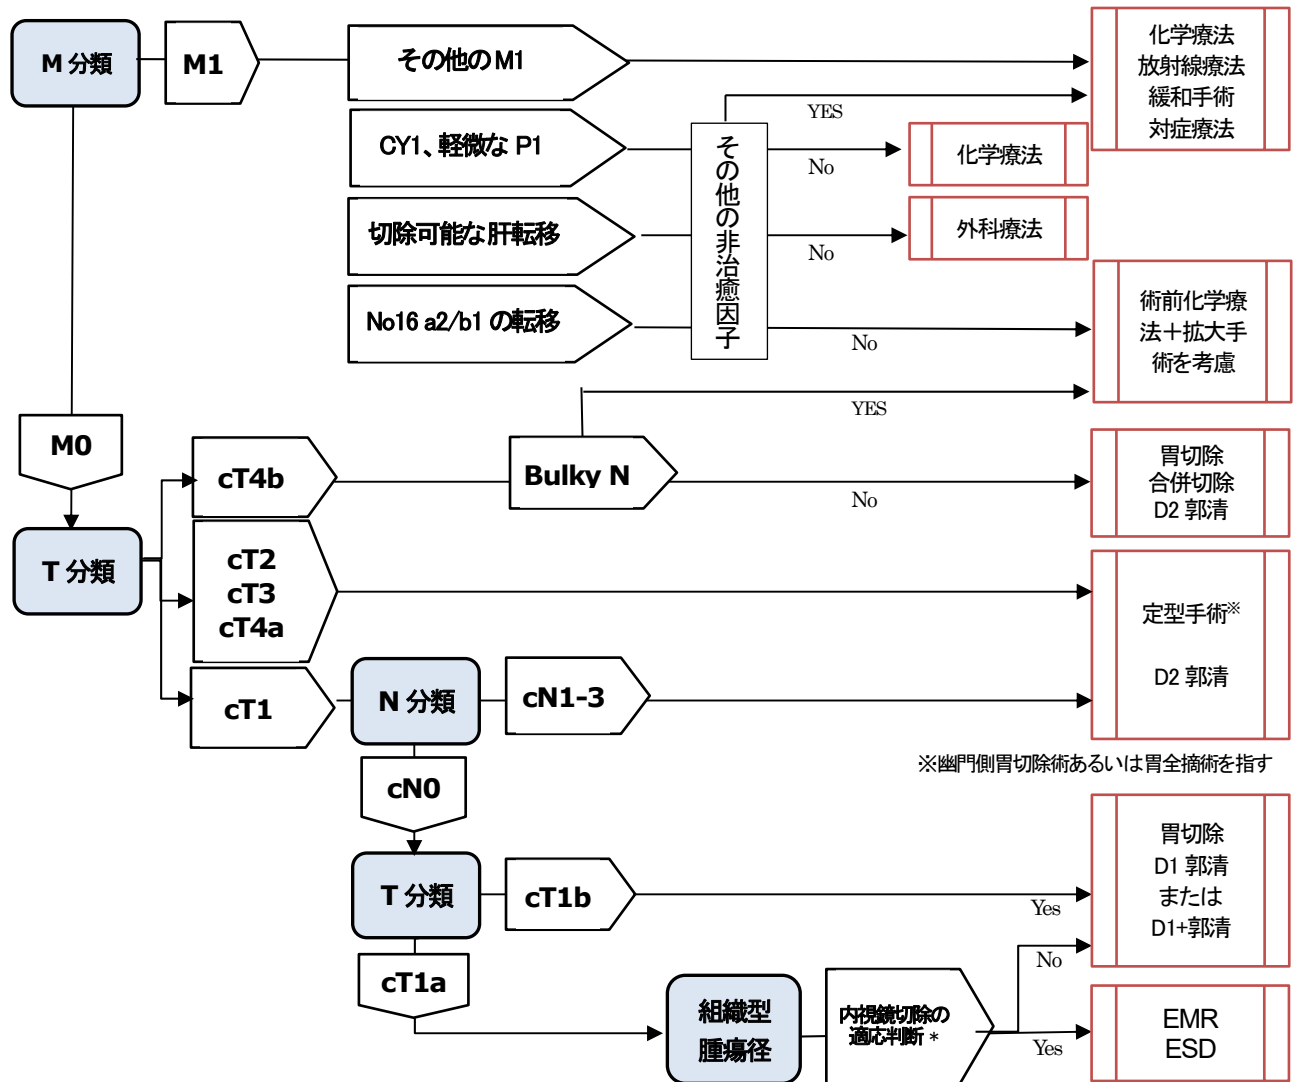 M 分類
M1
その他の M1
化学療法
放射線療法
緩和手術
対症療法
YES
CY1、軽微な P1
その他の非治癒因子
No
化学療法
切除可能な肝転移
No
外科療法
No16 a2/b1 の転移
No
術前化学療
法＋拡大手
術を考慮
YES
M0
cT4b
Bulky N
No
胃切除
合併切除
D2 郭清
T 分類
cT2
cT3
cT4a
定型手術※
D2 郭清
cT1
N 分類
cN1-3
※幽門側胃切除術あるいは胃全摘術を指す
cN0
T 分類
cT1b
Yes
胃切除
D1 郭清
または
D1+郭清
No
cT1a
組織型
腫瘍径
内視鏡切除の
適応判断 *
Yes
EMR
ESD